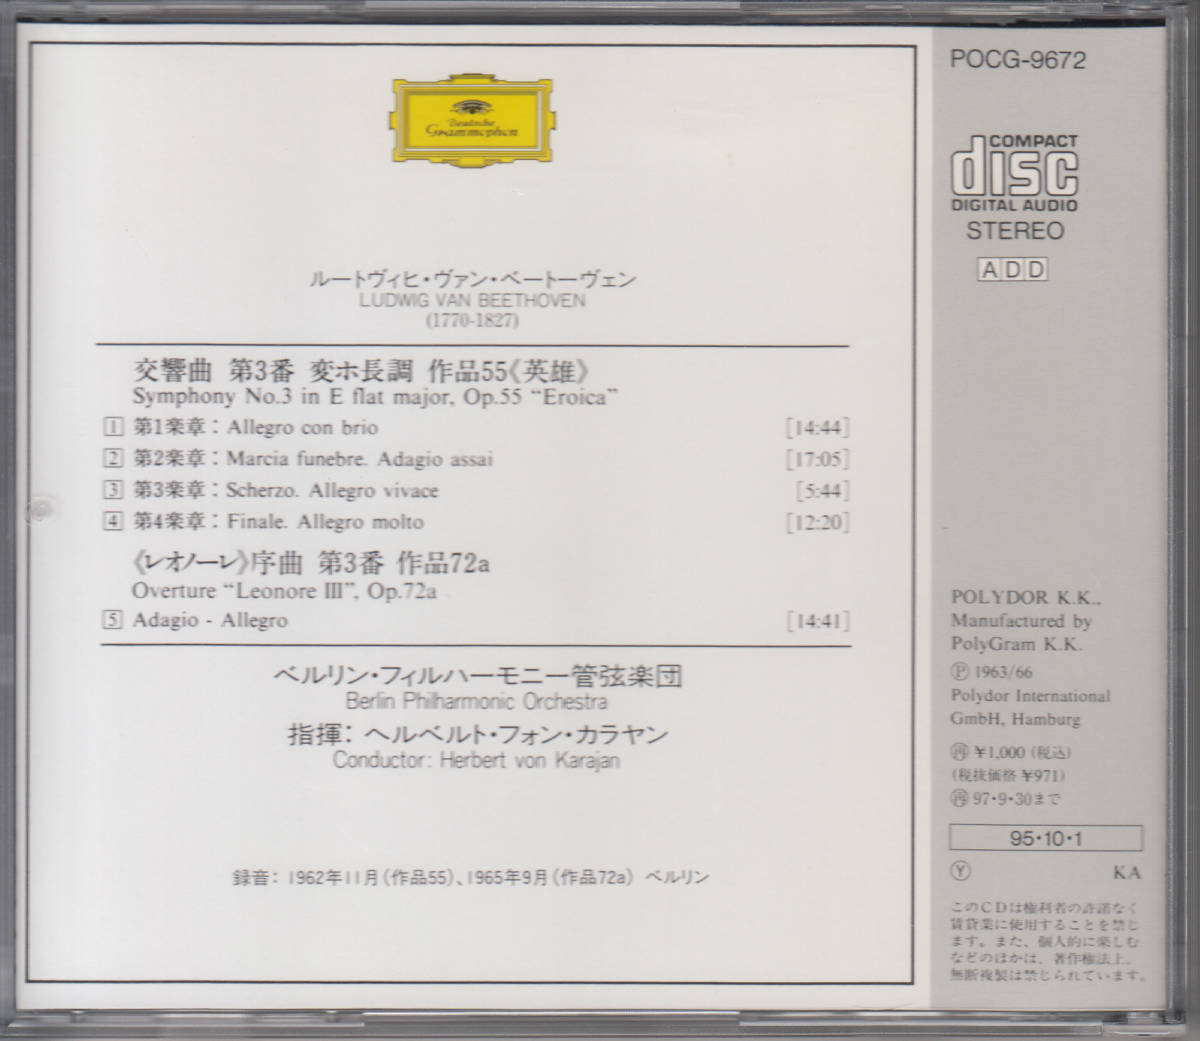 Deutsche
Grammophon
ルートヴィヒ・ヴァン・ベートーヴェン
LUDWIG VAN BEETHOVEN
(1770-1827)
交響曲 第3番 変ホ長調 作品55《英雄》
Symphony No.3 in E flat major, Op.55 “Eroica”
1 第1楽章：Allegro con brio [14:44]
2 第2楽章：Marcia funebre. Adagio assai [17:05]
3 第3楽章：Scherzo. Allegro vivace [5:44]
4 第4楽章：Finale. Allegro molto [12:20]
《レオノーレ》序曲 第3番 作品72a
Overture “Leonore III”, Op.72a
5 Adagio - Allegro [14:41]
ベルリン・フィルハーモニー管弦楽団
Berlin Philharmonic Orchestra
指揮：ヘルベルト・フォン・カラヤン
Conductor: Herbert von Karajan
録音：1962年11月（作品55）、1965年9月（作品72a） ベルリン
POCG-9672
COMPACT
disc
DIGITAL AUDIO
STEREO
ADD
POLYDOR K.K.,
Manufactured by
PolyGram K.K.
Ⓟ 1963/66
Polydor International
GmbH, Hamburg
㊢ ¥1,000（税込）
（税抜価格 ¥971）
㊢ 97・9・30まで
95・10・1
Ⓨ KA
このCDは権利者の許諾なく
賃貸業に使用することを禁じ
ます。また、個人的に楽しむ
などのほかは、著作権法上、
無断複製は禁じられています。